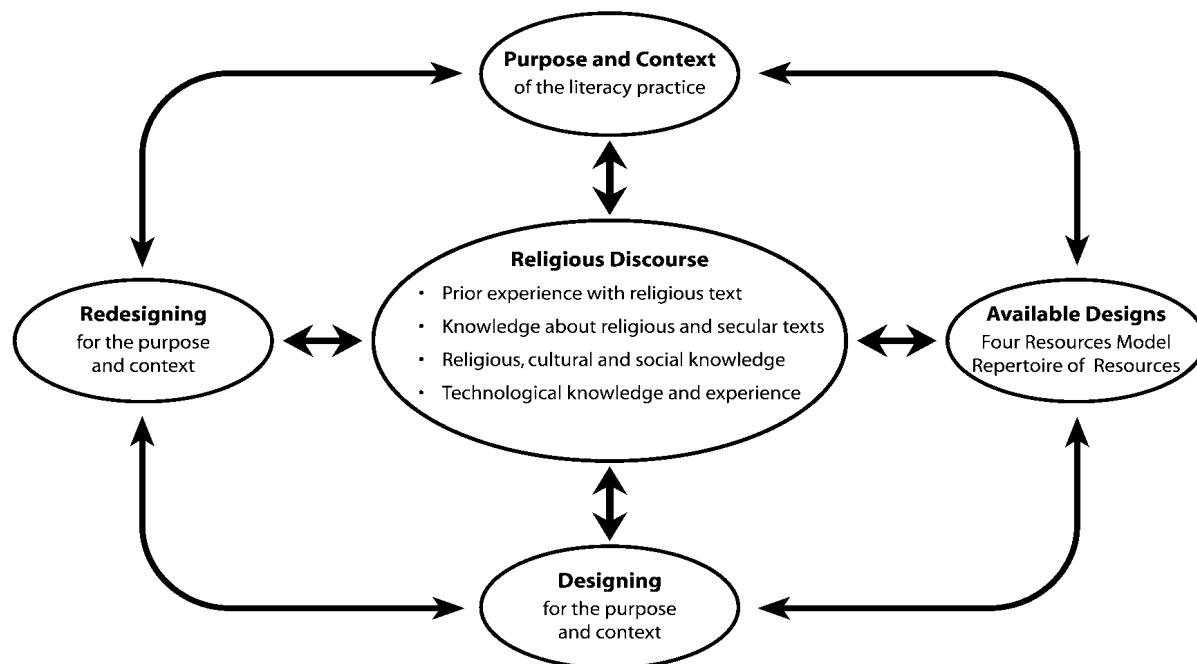 Purpose and Context
of the literacy practice
Religious Discourse
• Prior experience with religious text
• Knowledge about religious and secular texts
• Religious, cultural and social knowledge
• Technological knowledge and experience
Redesigning
for the purpose
and context
Available Designs
Four Resources Model
Repertoire of Resources
Designing
for the purpose
and context